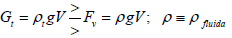 G_t = ρ_t gV >/> F_v = ρgV;  ρ ≡ ρ_fluida